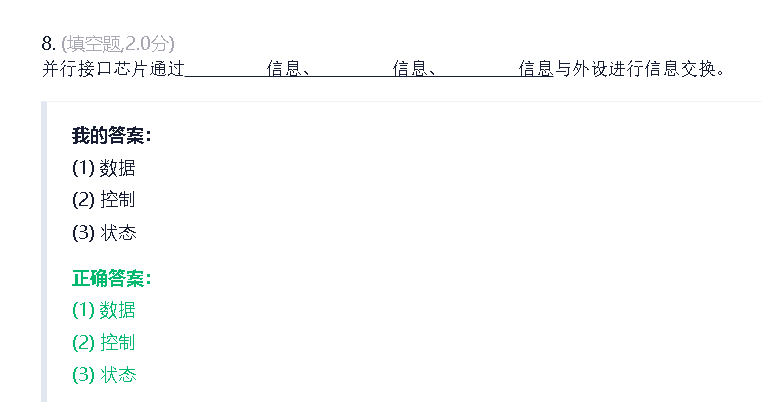 8. (填空题,2.0分)
并行接口芯片通过_________信息、________信息、_________信息与外设进行信息交换。
我的答案：
(1) 数据
(2) 控制
(3) 状态
正确答案：
(1) 数据
(2) 控制
(3) 状态